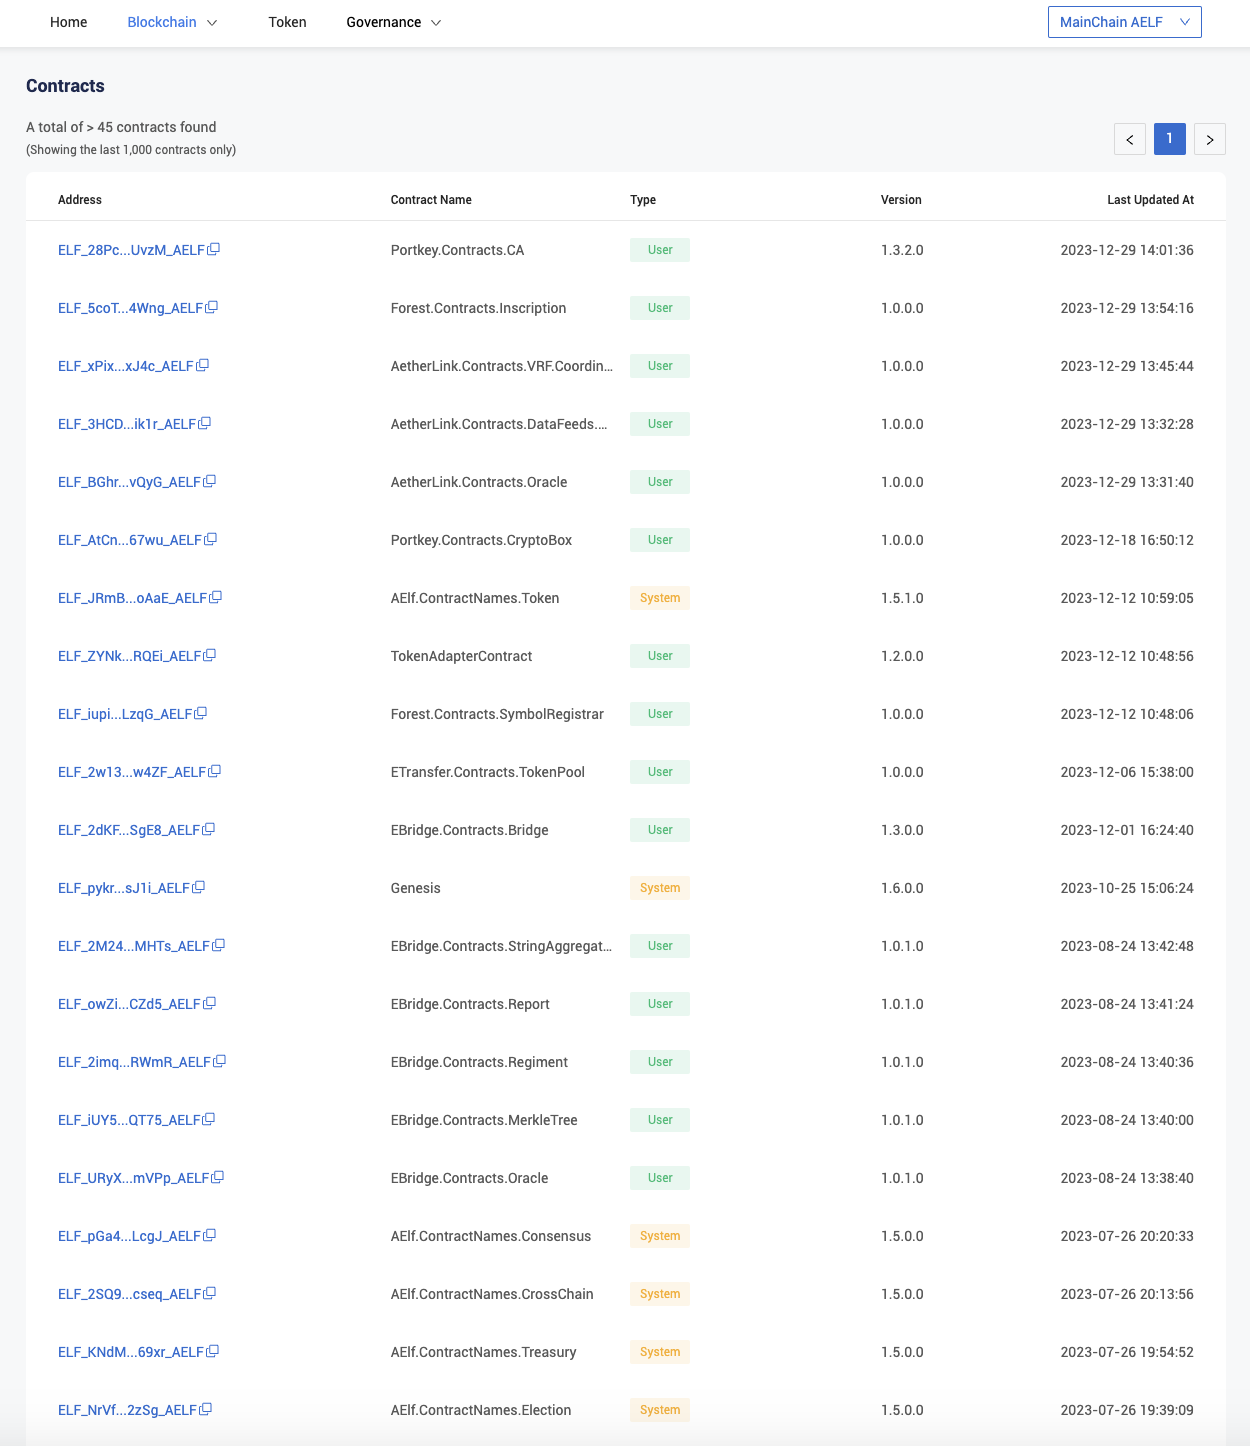 Home Blockchain Token Governance MainChain AELF
Contracts
A total of > 45 contracts found
(Showing the last 1,000 contracts only)
< 1 >
Address Contract Name Type Version Last Updated At
ELF_28Pc...UvzM_AELF Portkey.Contracts.CA User 1.3.2.0 2023-12-29 14:01:36
ELF_5coT...4Wng_AELF Forest.Contracts.Inscription User 1.0.0.0 2023-12-29 13:54:16
ELF_xPix...xJ4c_AELF AetherLink.Contracts.VRF.Coordin... User 1.0.0.0 2023-12-29 13:45:44
ELF_3HCD...ik1r_AELF AetherLink.Contracts.DataFeeds.... User 1.0.0.0 2023-12-29 13:32:28
ELF_BGhr...vQyG_AELF AetherLink.Contracts.Oracle User 1.0.0.0 2023-12-29 13:31:40
ELF_AtCn...67wu_AELF Portkey.Contracts.CryptoBox User 1.0.0.0 2023-12-18 16:50:12
ELF_JRmB...oAaE_AELF AElf.ContractNames.Token System 1.5.1.0 2023-12-12 10:59:05
ELF_ZYNk...RQEi_AELF TokenAdapterContract User 1.2.0.0 2023-12-12 10:48:56
ELF_iupi...LzqG_AELF Forest.Contracts.SymbolRegistrar User 1.0.0.0 2023-12-12 10:48:06
ELF_2w13...w4ZF_AELF ETransfer.Contracts.TokenPool User 1.0.0.0 2023-12-06 15:38:00
ELF_2dKF...SgE8_AELF EBridge.Contracts.Bridge User 1.3.0.0 2023-12-01 16:24:40
ELF_pykr...sJ1i_AELF Genesis System 1.6.0.0 2023-10-25 15:06:24
ELF_2M24...MHTs_AELF EBridge.Contracts.StringAggregat... User 1.0.1.0 2023-08-24 13:42:48
ELF_owZi...CZd5_AELF EBridge.Contracts.Report User 1.0.1.0 2023-08-24 13:41:24
ELF_2imq...RWmR_AELF EBridge.Contracts.Regiment User 1.0.1.0 2023-08-24 13:40:36
ELF_iUY5...QT75_AELF EBridge.Contracts.MerkleTree User 1.0.1.0 2023-08-24 13:40:00
ELF_URyX...mVPp_AELF EBridge.Contracts.Oracle User 1.0.1.0 2023-08-24 13:38:40
ELF_pGa4...LcgJ_AELF AElf.ContractNames.Consensus System 1.5.0.0 2023-07-26 20:20:33
ELF_2SQ9...cseq_AELF AElf.ContractNames.CrossChain System 1.5.0.0 2023-07-26 20:13:56
ELF_KNdM...69xr_AELF AElf.ContractNames.Treasury System 1.5.0.0 2023-07-26 19:54:52
ELF_NrVf...2zSg_AELF AElf.ContractNames.Election System 1.5.0.0 2023-07-26 19:39:09